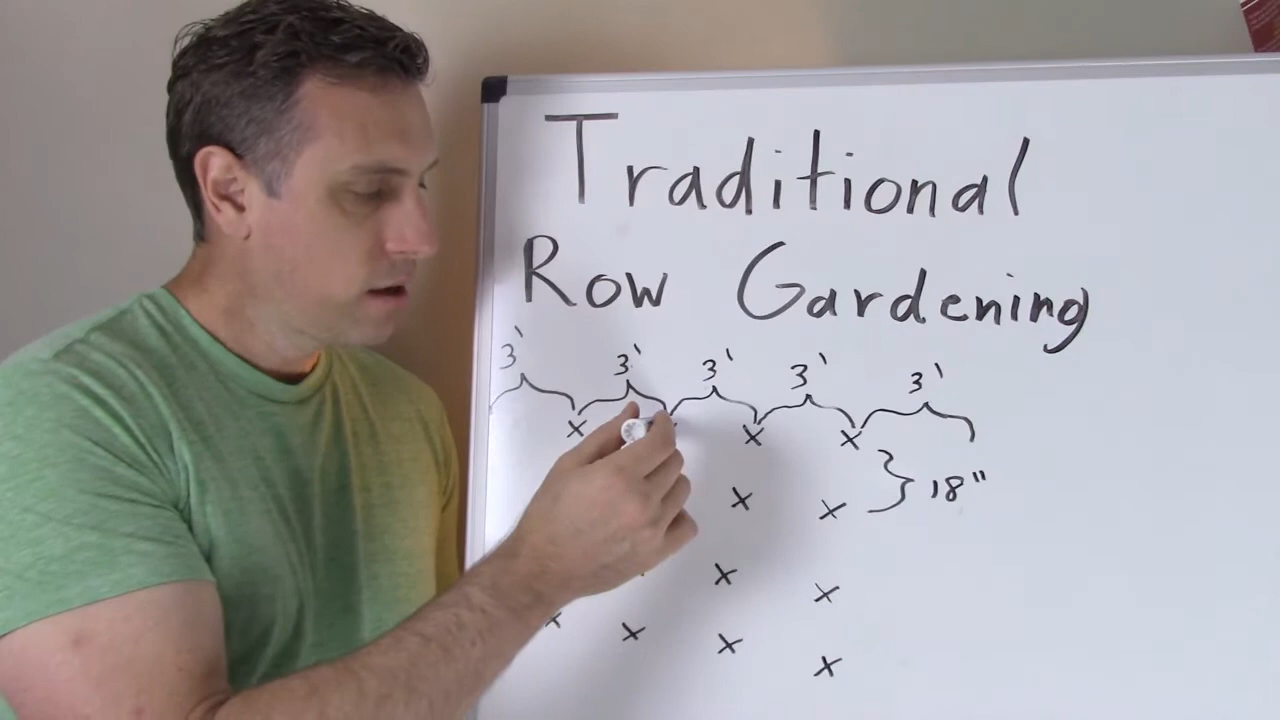 Traditional
Row Gardening
3' 3' 3' 3' 3'
x x x
18"
x x
x x
x x x x